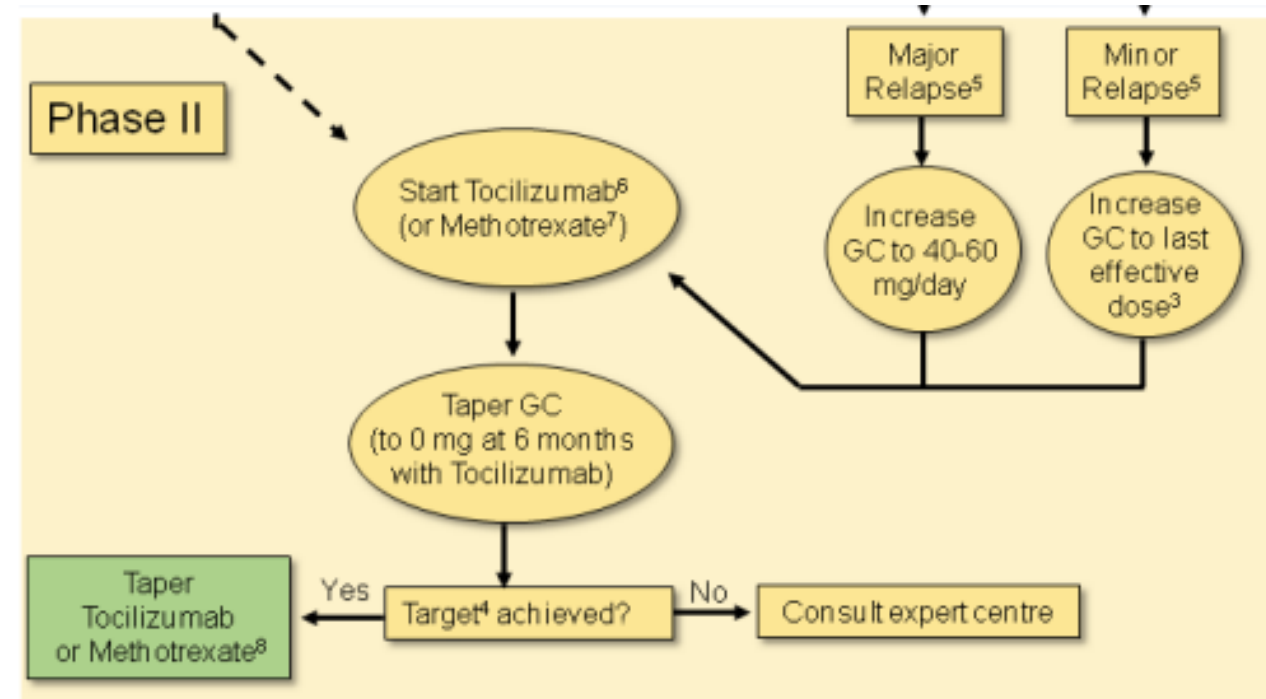 Phase II
Major
Relapse⁵
Minor
Relapse⁵
Start Tocilizumab⁶
(or Methotrexate⁷)
Increase
GC to 40-60
mg/day
Increase
GC to last
effective
dose³
Taper GC
(to 0 mg at 6 months
with Tocilizumab)
Taper
Tocilizumab
or Methotrexate⁸
Yes
Target⁴ achieved?
No
Consult expert centre